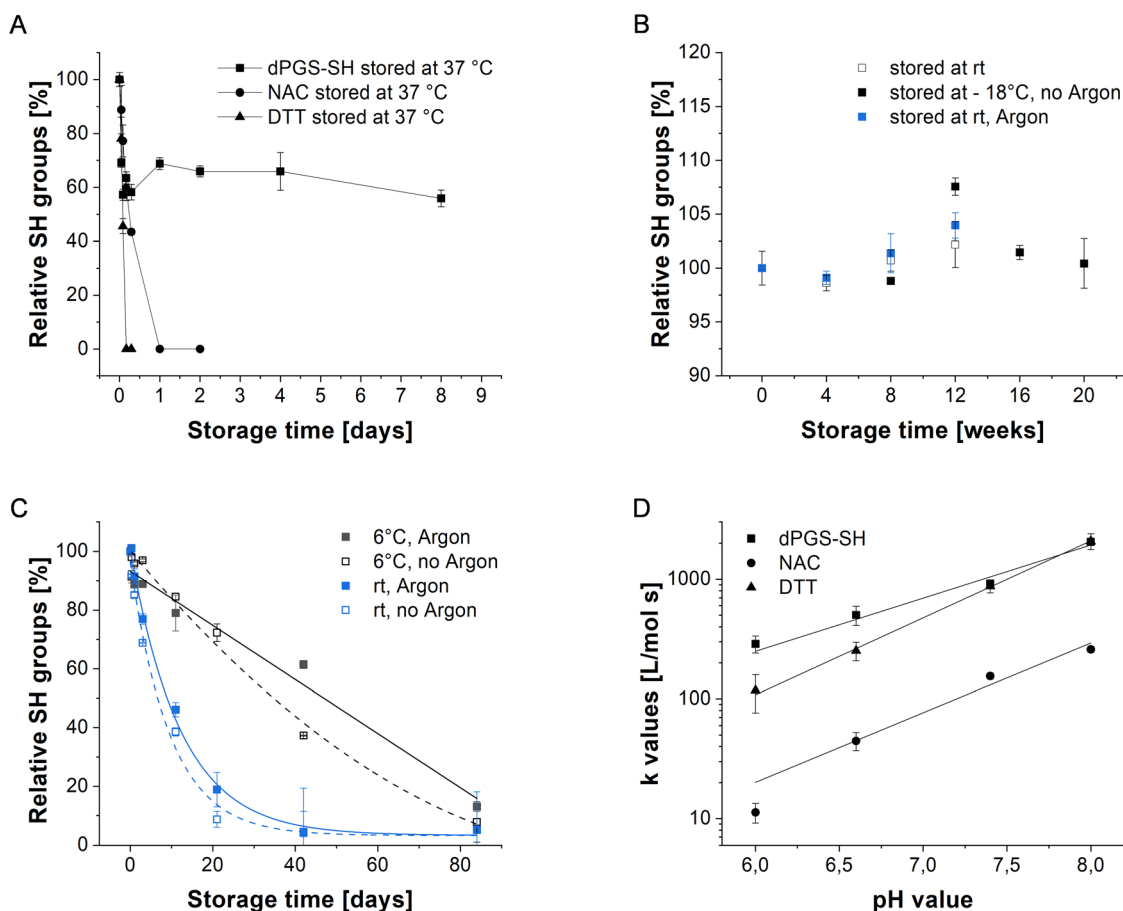 A
Relative SH groups [%]
100
80
60
40
20
0
dPGS-SH stored at 37 °C
NAC stored at 37 °C
DTT stored at 37 °C
0 1 2 3 4 5 6 7 8 9
Storage time [days]
B
Relative SH groups [%]
120
115
110
105
100
95
90
stored at rt
stored at - 18°C, no Argon
stored at rt, Argon
0 4 8 12 16 20
Storage time [weeks]
C
Relative SH groups [%]
100
80
60
40
20
0
6°C, Argon
6°C, no Argon
rt, Argon
rt, no Argon
0 20 40 60 80
Storage time [days]
D
k values [L/mol s]
1000
100
10
dPGS-SH
NAC
DTT
6,0 6,5 7,0 7,5 8,0
pH value